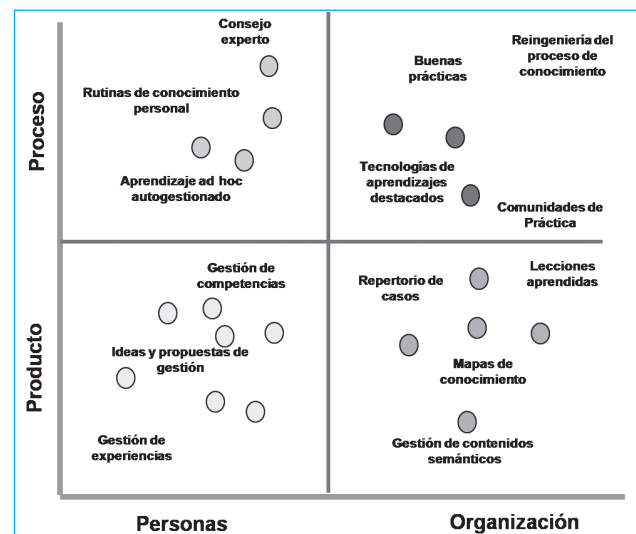 Consejo
experto
Rutinas de conocimiento
personal
Aprendizaje ad hoc
autogestionado
Buenas
prácticas
Reingeniería del
proceso de
conocimiento
Tecnologías de
aprendizajes
destacados
Comunidades de
Práctica
Proceso
Gestión de
competencias
Ideas y propuestas de
gestión
Gestión de
experiencias
Repertorio de
casos
Lecciones
aprendidas
Mapas de
conocimiento
Gestión de contenidos
semánticos
Producto
Personas
Organización